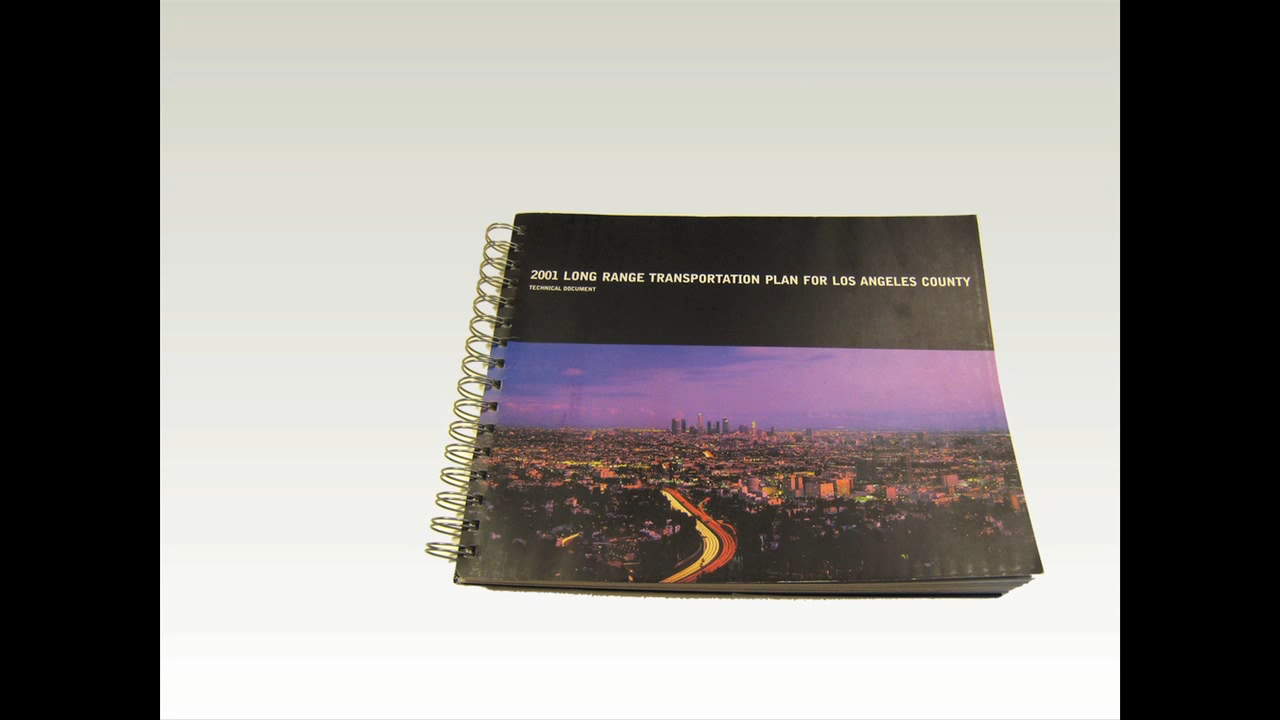 2001 LONG RANGE TRANSPORTATION PLAN FOR LOS ANGELES COUNTY
TECHNICAL DOCUMENT